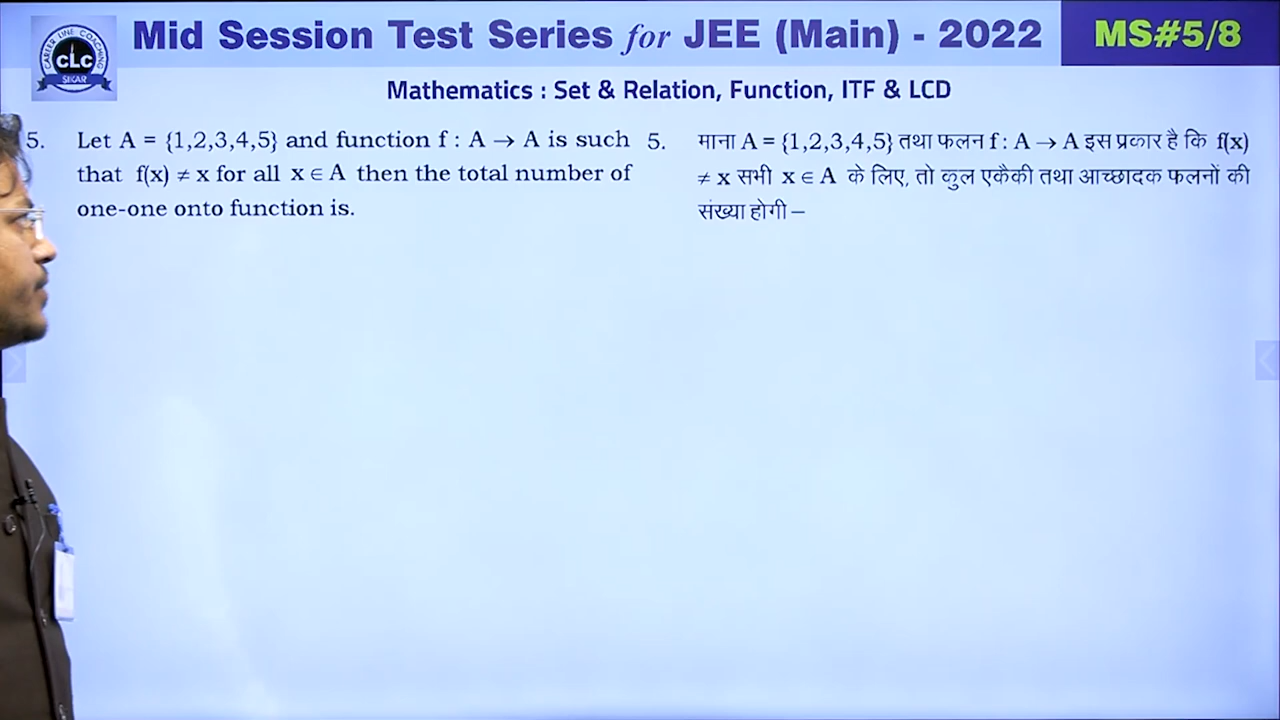 CAREER LINE COACHING
CLC
SIKAR
Mid Session Test Series for JEE (Main) - 2022
MS#5/8
Mathematics : Set & Relation, Function, ITF & LCD
5. Let A = {1,2,3,4,5} and function f : A → A is such
that f(x) ≠ x for all x ∈ A then the total number of
one-one onto function is.
5. माना A = {1,2,3,4,5} तथा फलन f : A → A इस प्रकार है कि f(x)
≠ x सभी x ∈ A के लिए, तो कुल एकैकी तथा आच्छादक फलनों की
संख्या होगी –